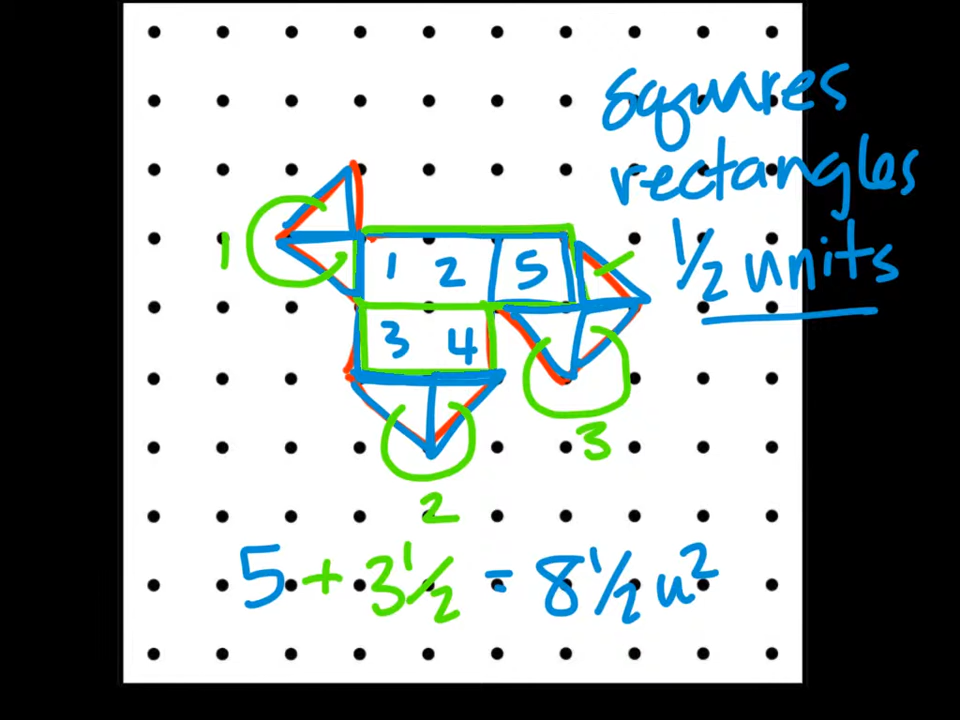 squares
rectangles
1/2 units
1
1 2 5
3 4
3
2
5 + 3 1/2 = 8 1/2 u²